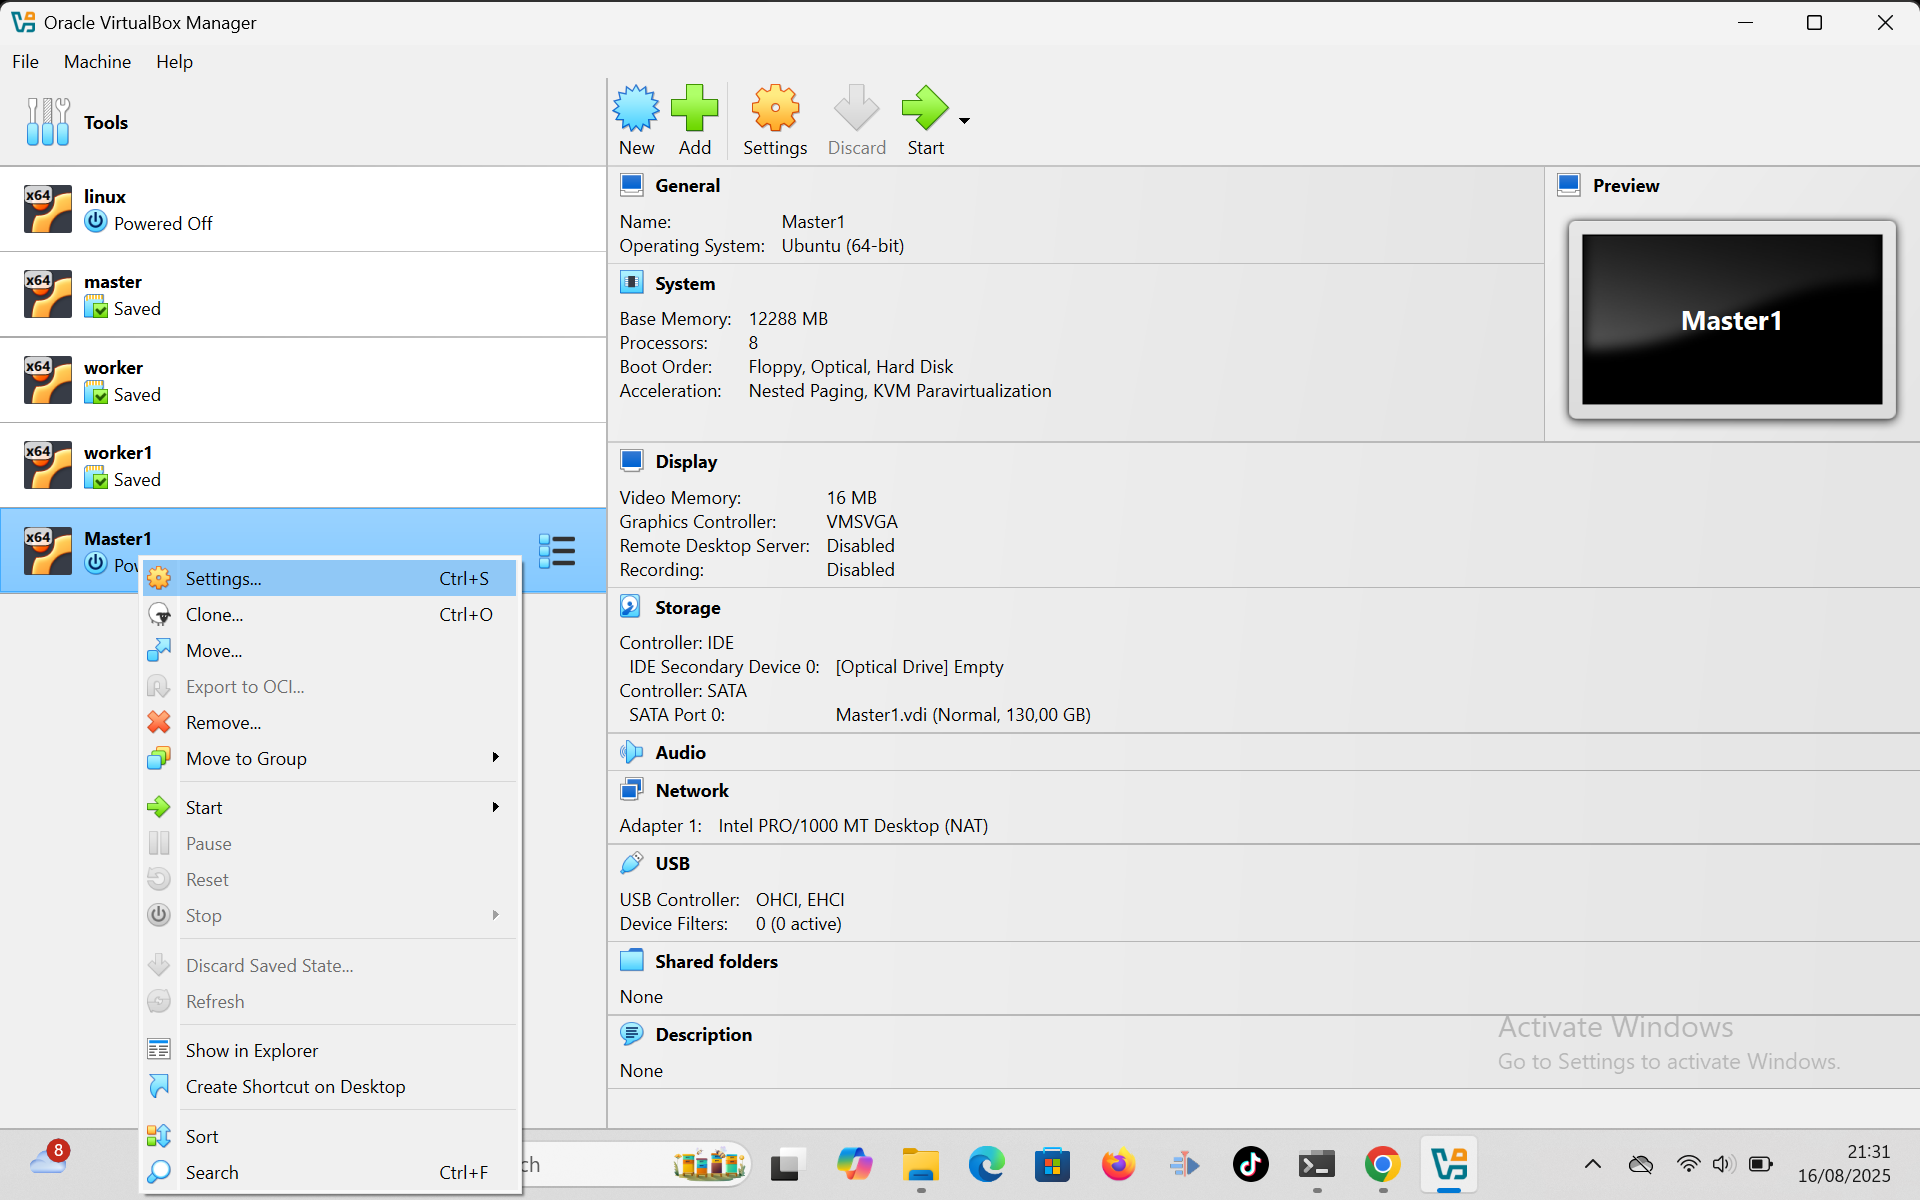 Oracle VirtualBox Manager
File Machine Help
Tools
New Add Settings Discard Start
x64 linux
Powered Off
x64 master
Saved
x64 worker
Saved
x64 worker1
Saved
x64 Master1
Pow
Settings... Ctrl+S
Clone... Ctrl+O
Move...
Export to OCI...
Remove...
Move to Group
Start
Pause
Reset
Stop
Discard Saved State...
Refresh
Show in Explorer
Create Shortcut on Desktop
Sort
Search Ctrl+F
General
Name: Master1
Operating System: Ubuntu (64-bit)
Preview
Master1
System
Base Memory: 12288 MB
Processors: 8
Boot Order: Floppy, Optical, Hard Disk
Acceleration: Nested Paging, KVM Paravirtualization
Display
Video Memory: 16 MB
Graphics Controller: VMSVGA
Remote Desktop Server: Disabled
Recording: Disabled
Storage
Controller: IDE
IDE Secondary Device 0: [Optical Drive] Empty
Controller: SATA
SATA Port 0: Master1.vdi (Normal, 130,00 GB)
Audio
Network
Adapter 1: Intel PRO/1000 MT Desktop (NAT)
USB
USB Controller: OHCI, EHCI
Device Filters: 0 (0 active)
Shared folders
None
Description
None
Activate Windows
Go to Settings to activate Windows.
8
ch
21:31
16/08/2025